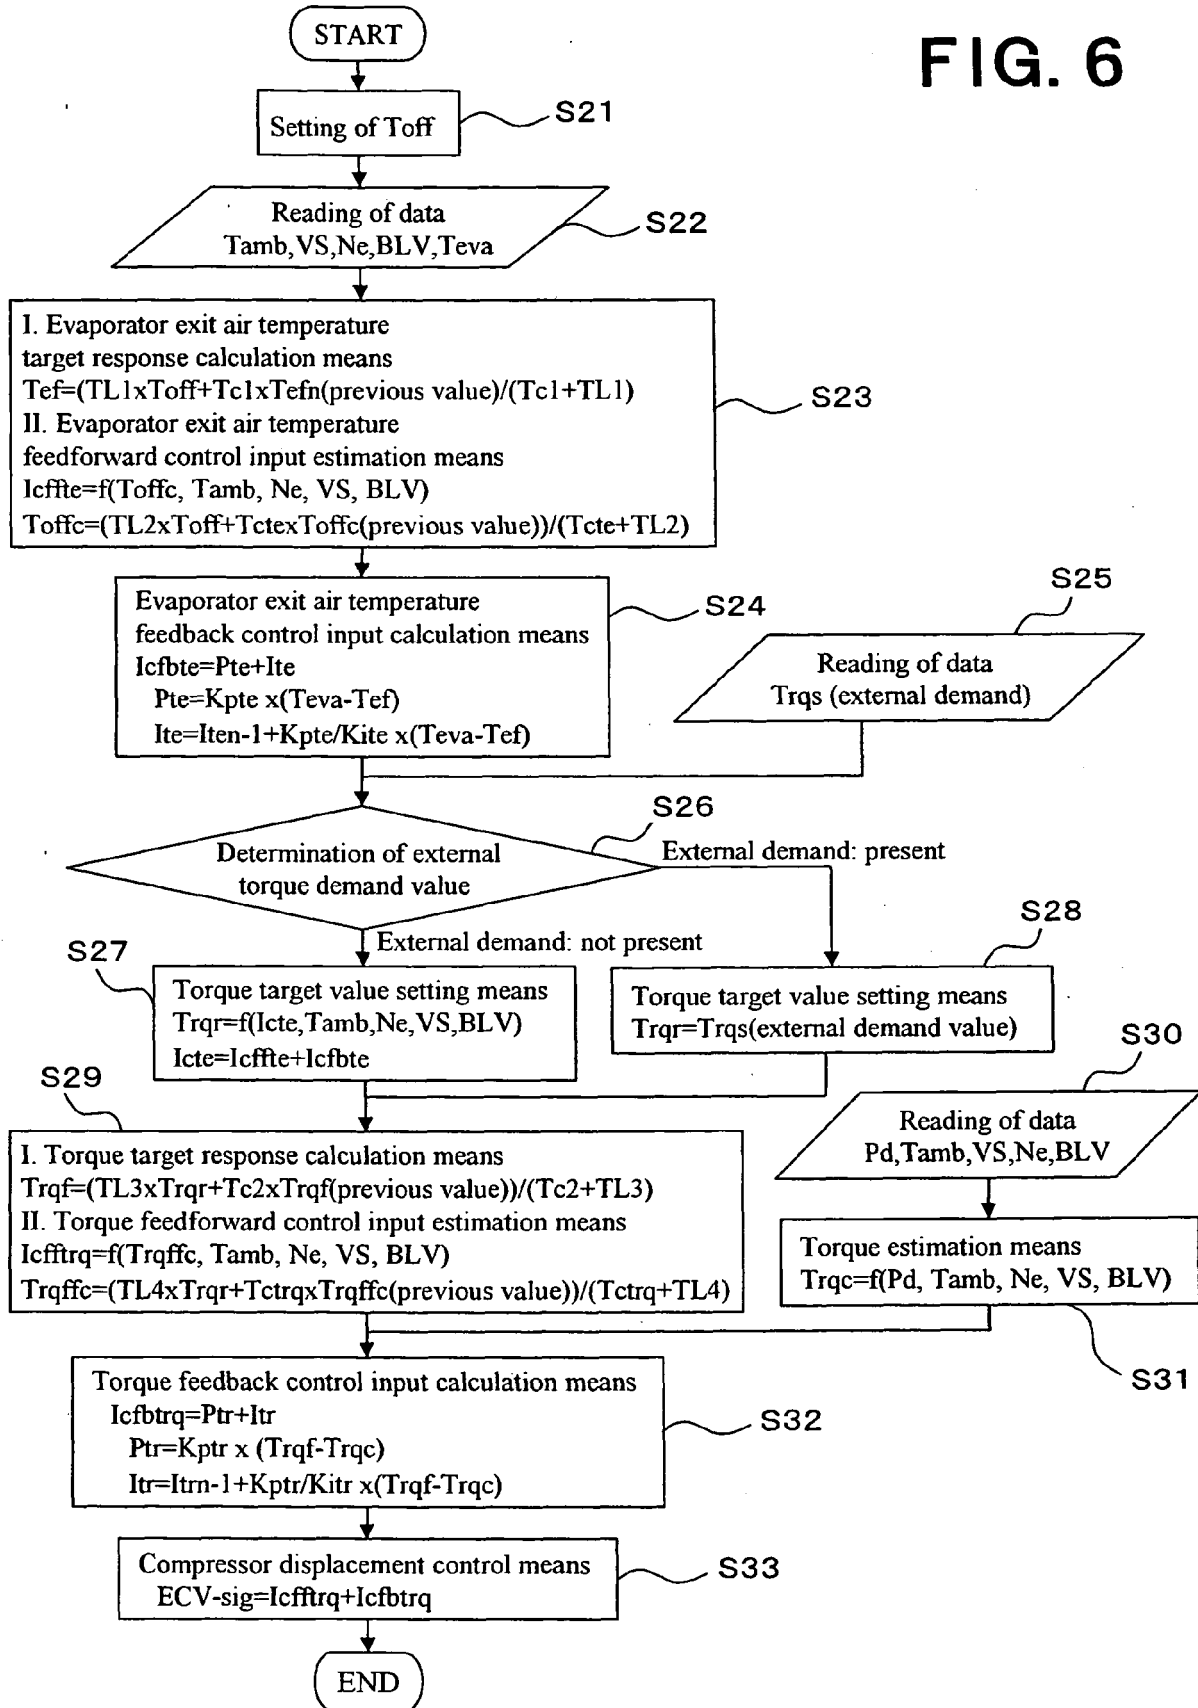 FIG. 6
START
Setting of Toff
S21
Reading of data
Tamb,VS,Ne,BLV,Teva
S22
I. Evaporator exit air temperature
target response calculation means
Tef=(TL1xToff+Tc1xTefn(previous value)/(Tc1+TL1)
II. Evaporator exit air temperature
feedforward control input estimation means
Icffte=f(Toffc, Tamb, Ne, VS, BLV)
Toffc=(TL2xToff+TctexToffc(previous value))/(Tcte+TL2)
S23
Evaporator exit air temperature
feedback control input calculation means
Icfbte=Pte+Ite
Pte=Kpte x(Teva-Tef)
Ite=Iten-1+Kpte/Kite x(Teva-Tef)
S24
S25
Reading of data
Trqs (external demand)
S26
Determination of external
torque demand value
External demand: present
External demand: not present
S27
Torque target value setting means
Trqr=f(Icte,Tamb,Ne,VS,BLV)
Icte=Icffte+Icfbte
S28
Torque target value setting means
Trqr=Trqs(external demand value)
S29
I. Torque target response calculation means
Trqf=(TL3xTrqr+Tc2xTrqf(previous value))/(Tc2+TL3)
II. Torque feedforward control input estimation means
Icfftrq=f(Trqffc, Tamb, Ne, VS, BLV)
Trqffc=(TL4xTrqr+TctrqxTrqffc(previous value))/(Tctrq+TL4)
S30
Reading of data
Pd,Tamb,VS,Ne,BLV
Torque estimation means
Trqc=f(Pd, Tamb, Ne, VS, BLV)
S31
Torque feedback control input calculation means
Icfbtrq=Ptr+Itr
Ptr=Kptr x (Trqf-Trqc)
Itr=Itrn-1+Kptr/Kitr x(Trqf-Trqc)
S32
Compressor displacement control means
ECV-sig=Icfftrq+Icfbtrq
S33
END